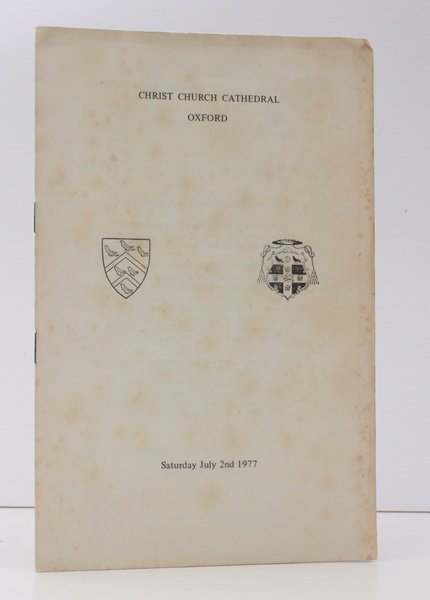 CHRIST CHURCH CATHEDRAL
OXFORD
Saturday July 2nd 1977